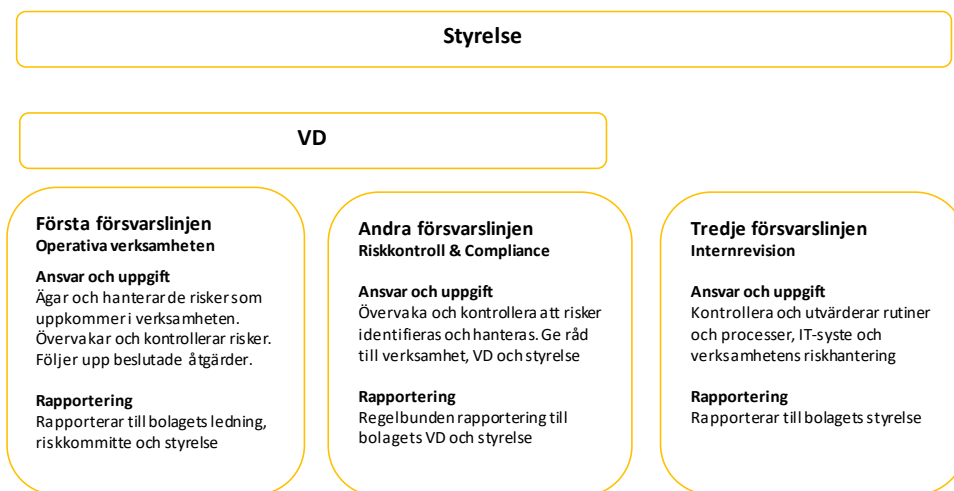 Styrelse
VD
Första försvarslinjen
Operativa verksamheten
Ansvar och uppgift
Ägar och hanterar de risker som
uppkommer i verksamheten.
Övervakar och kontrollerar risker.
Följer upp beslutade åtgärder.
Rapportering
Rapporterar till bolagets ledning,
riskkommitte och styrelse
Andra försvarslinjen
Riskkontroll & Compliance
Ansvar och uppgift
Övervaka och kontrollera att risker
identifieras och hanteras. Ge råd
till verksamhet, VD och styrelse
Rapportering
Regelbunden rapportering till
bolagets VD och styrelse
Tredje försvarslinjen
Internrevision
Ansvar och uppgift
Kontrollera och utvärderar rutiner
och processer, IT-syste och
verksamhetens riskhantering
Rapportering
Rapporterar till bolagets styrelse